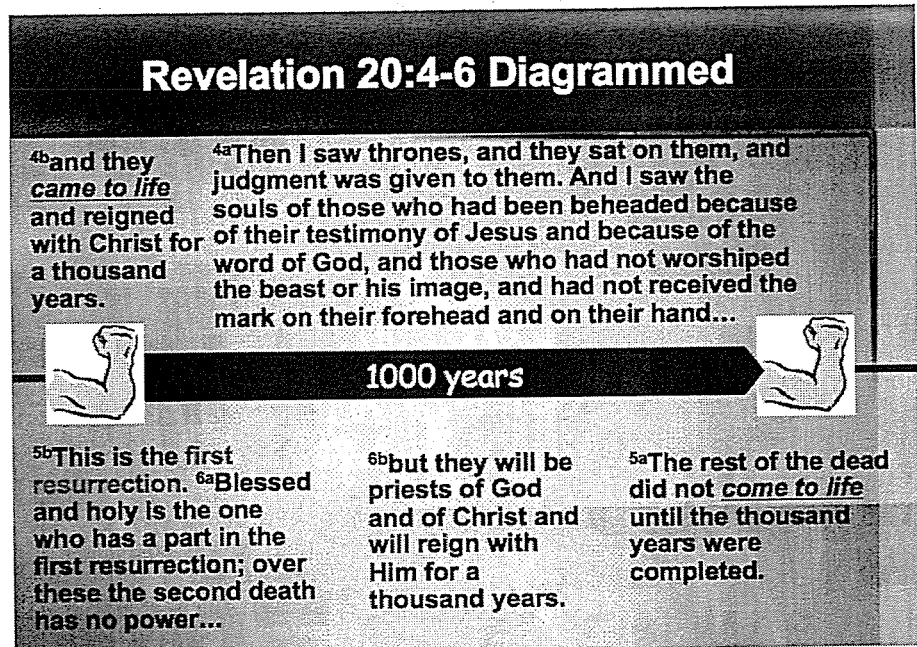 Revelation 20:4-6 Diagrammed
4band they
came to life
and reigned
with Christ for
a thousand
years.
4aThen I saw thrones, and they sat on them, and
judgment was given to them. And I saw the
souls of those who had been beheaded because
of their testimony of Jesus and because of the
word of God, and those who had not worshiped
the beast or his image, and had not received the
mark on their forehead and on their hand...
1000 years
5bThis is the first
resurrection. 6aBlessed
and holy is the one
who has a part in the
first resurrection; over
these the second death
has no power...
6bbut they will be
priests of God
and of Christ and
will reign with
Him for a
thousand years.
5aThe rest of the dead
did not come to life
until the thousand
years were
completed.